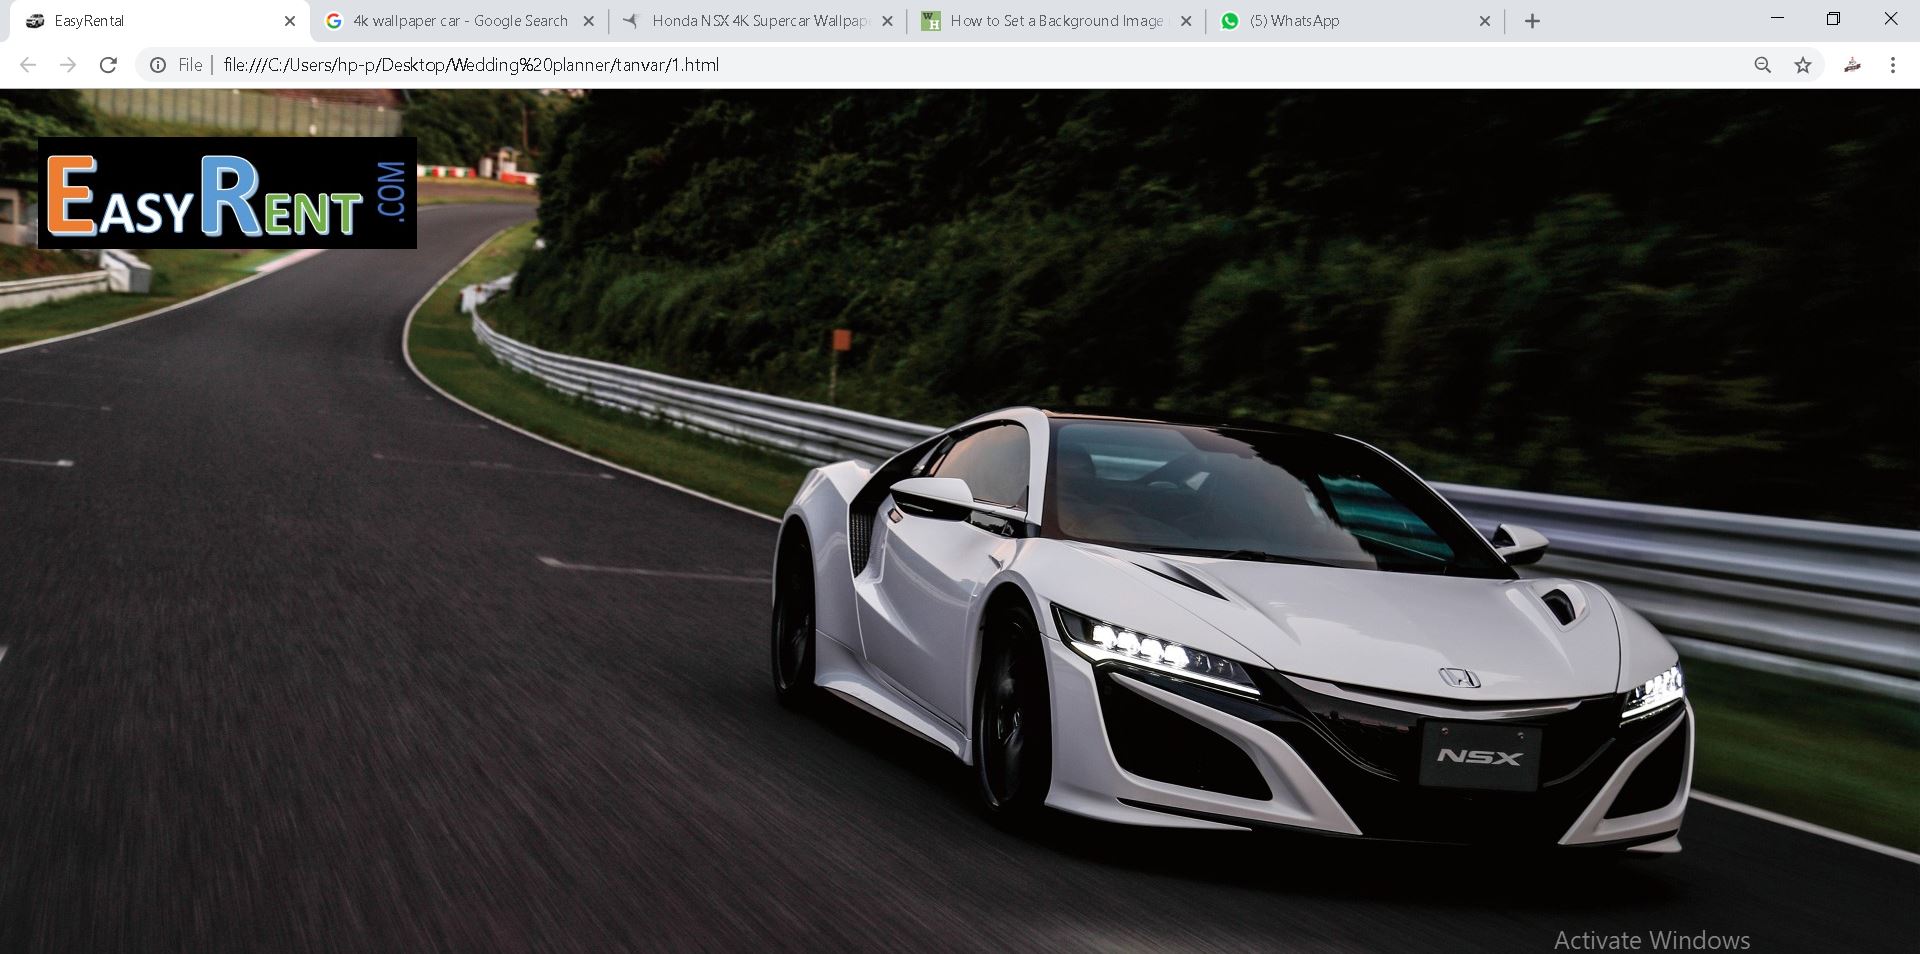 EasyRental
4k wallpaper car - Google Search
Honda NSX 4K Supercar Wallpape
How to Set a Background Image
(5) WhatsApp
File
file:///C:/Users/hp-p/Desktop/Wedding%20planner/tanvar/1.html
EASYRENT .COM
NSX
Activate Windows